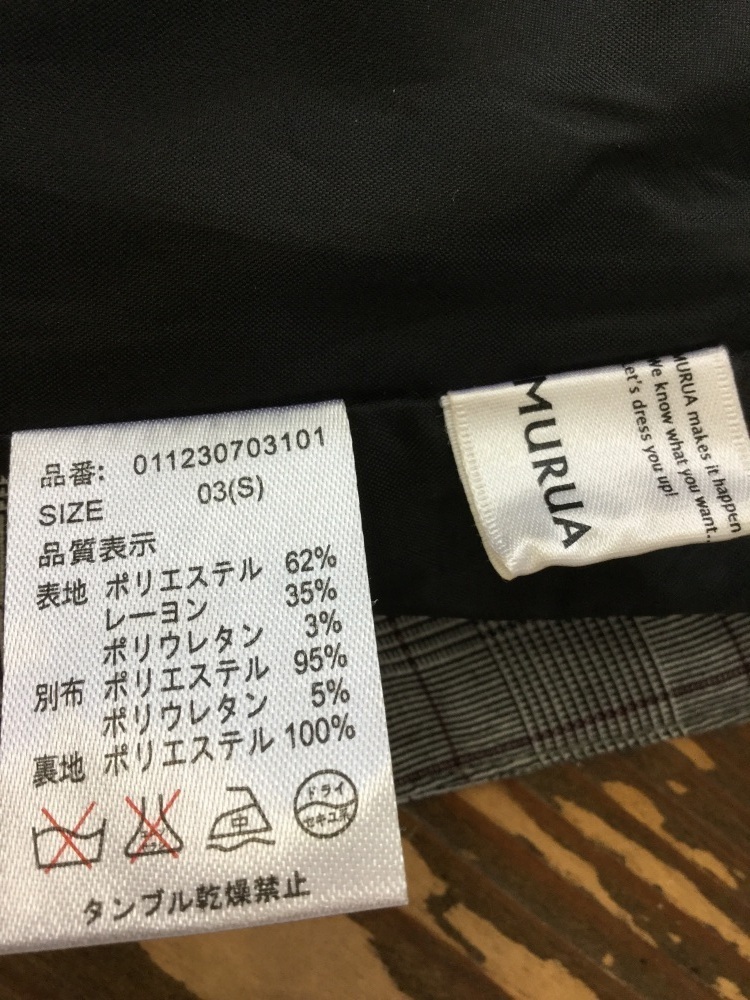 品番: 011230703101
SIZE 03(S)
品質表示
表地 ポリエステル 62%
レーヨン 35%
ポリウレタン 3%
別布 ポリエステル 95%
ポリウレタン 5%
裏地 ポリエステル 100%
中
ドライ
セキユ系
タンブル乾燥禁止
MURUA
MURUA makes it happen
We know what you want..
Let's dress you up!